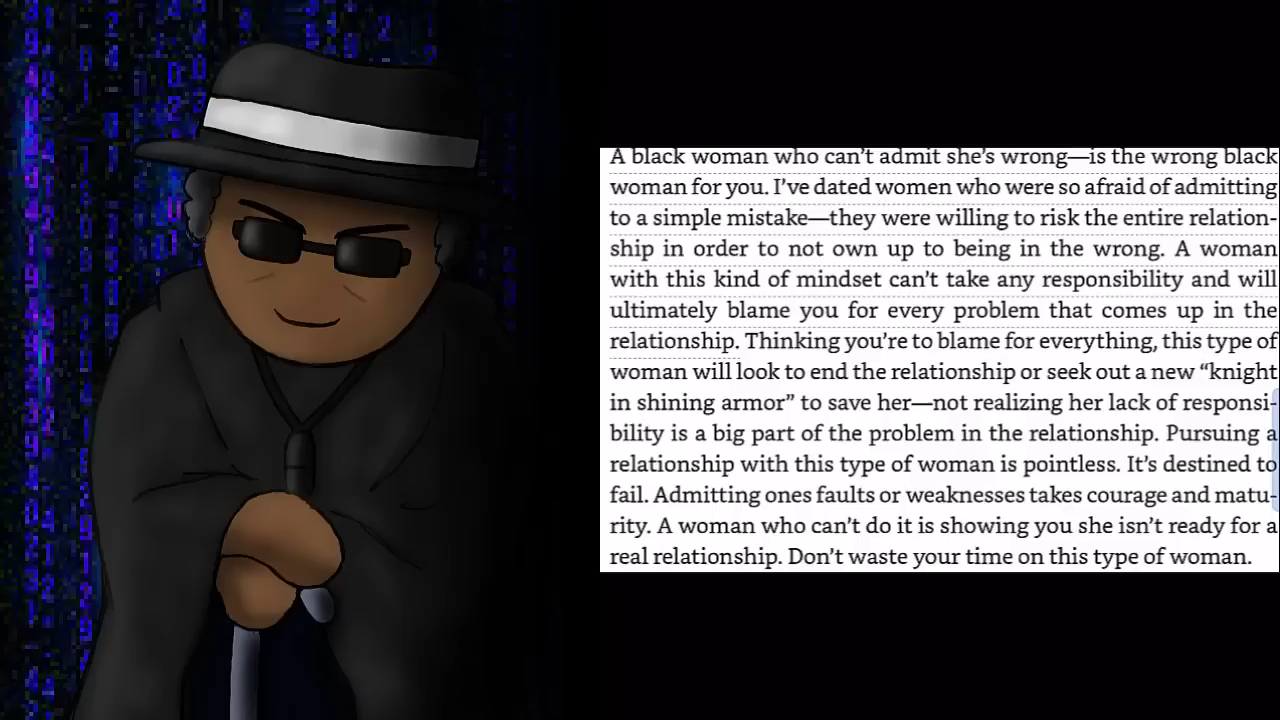 A black woman who can't admit she's wrong—is the wrong black
woman for you. I've dated women who were so afraid of admitting
to a simple mistake—they were willing to risk the entire relation-
ship in order to not own up to being in the wrong. A woman
with this kind of mindset can't take any responsibility and will
ultimately blame you for every problem that comes up in the
relationship. Thinking you're to blame for everything, this type of
woman will look to end the relationship or seek out a new “knight
in shining armor” to save her—not realizing her lack of responsi-
bility is a big part of the problem in the relationship. Pursuing a
relationship with this type of woman is pointless. It's destined to
fail. Admitting ones faults or weaknesses takes courage and matu-
rity. A woman who can't do it is showing you she isn't ready for a
real relationship. Don't waste your time on this type of woman.